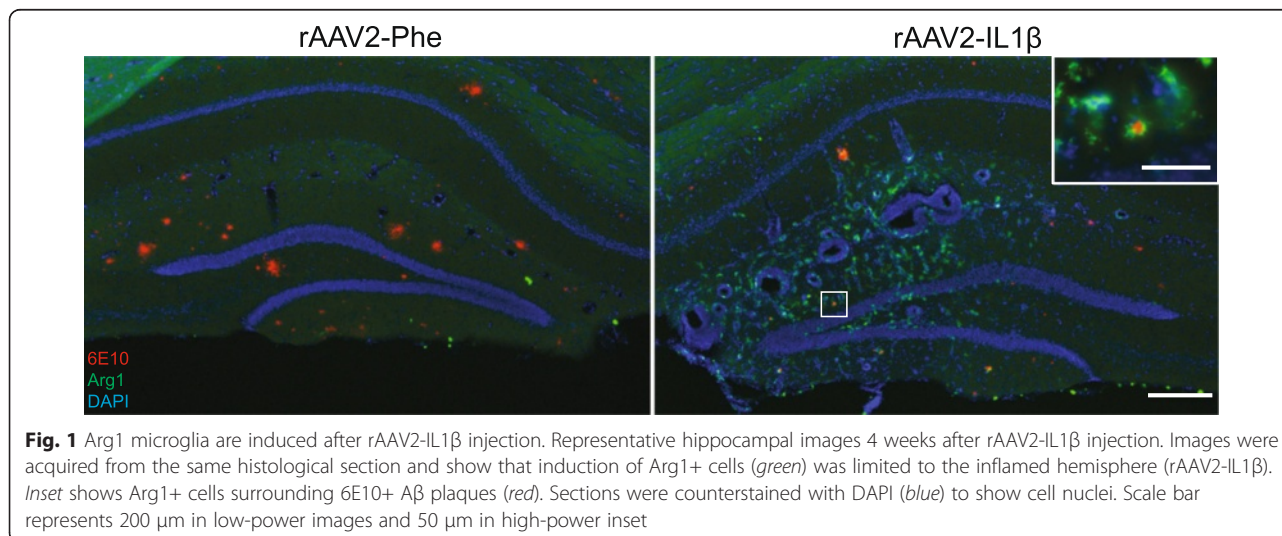 rAAV2-Phe
rAAV2-IL1β
6E10
Arg1
DAPI
Fig. 1 Arg1 microglia are induced after rAAV2-IL1β injection. Representative hippocampal images 4 weeks after rAAV2-IL1β injection. Images were
acquired from the same histological section and show that induction of Arg1+ cells (green) was limited to the inflamed hemisphere (rAAV2-IL1β).
Inset shows Arg1+ cells surrounding 6E10+ Aβ plaques (red). Sections were counterstained with DAPI (blue) to show cell nuclei. Scale bar
represents 200 μm in low-power images and 50 μm in high-power inset